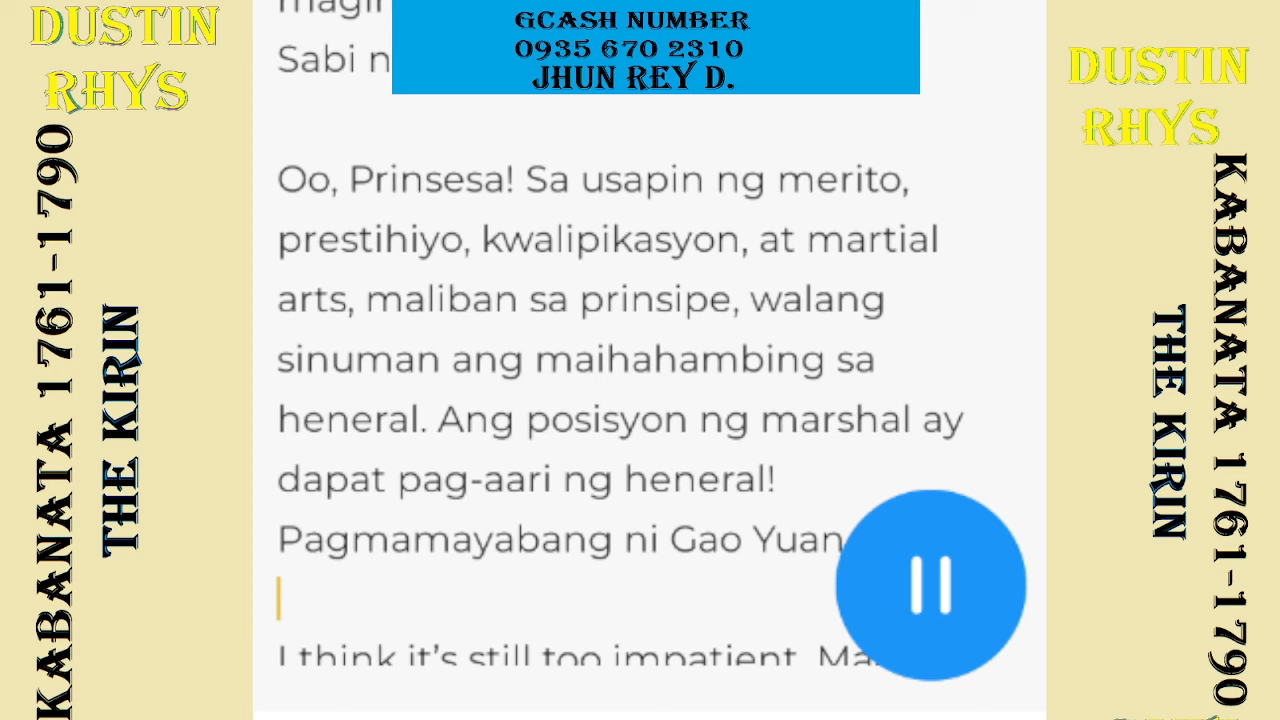 DUSTIN
RHYS
KABANATA 1761-1790
THE KIRIN
GCASH NUMBER
0935 670 2310
JHUN REY D.
Sabi n
Oo, Prinsesa! Sa usapin ng merito,
prestihiyo, kwalipikasyon, at martial
arts, maliban sa prinsipe, walang
sinuman ang maihahambing sa
heneral. Ang posisyon ng marshal ay
dapat pag-aari ng heneral!
Pagmamayabang ni Gao Yuan
I think it's still too impatient. Ma
DUSTIN
RHYS
KABANATA 1761-1790
THE KIRIN